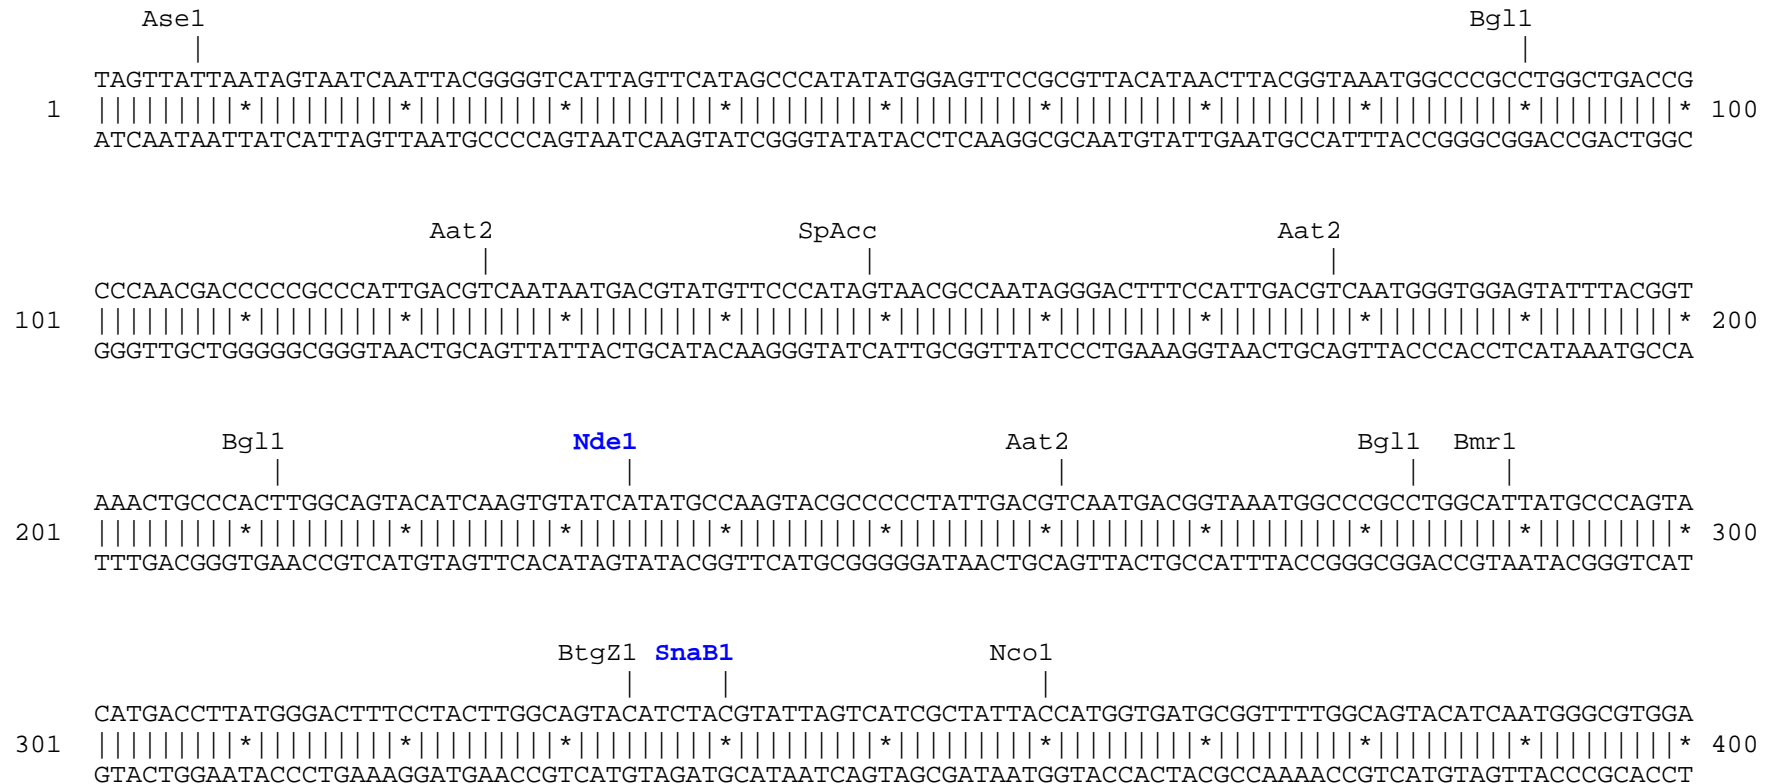 Ase1 Bgl1
| |
TAGTTATTAATAGTAATCAATTACGGGGTCATTAGTTCATAGCCCATATATGGAGTTCCGCGTTACATAACTTACGGTAAATGGCCCGCCTGGCTGACCG
1 |||||||||*|||||||||*|||||||||*|||||||||*|||||||||*|||||||||*|||||||||*|||||||||*|||||||||*|||||||||* 100
ATCAATAATTATCATTAGTTAATGCCCCAGTAATCAAGTATCGGGTATATACCTCAAGGCGCAATGTATTGAATGCCATTTACCGGGCGGACCGACTGGC
Aat2 SpAcc Aat2
| | |
CCCAACGACCCCCGCCCATTGACGTCAATAATGACGTATGTTCCCATAGTAACGCCAATAGGGACTTTCCATTGACGTCAATGGGTGGAGTATTTACGGT
101 |||||||||*|||||||||*|||||||||*|||||||||*|||||||||*|||||||||*|||||||||*|||||||||*|||||||||*|||||||||* 200
GGGTTGCTGGGGGCGGGTAACTGCAGTTATTACTGCATACAAGGGTATCATTGCGGTTATCCCTGAAAGGTAACTGCAGTTACCCACCTCATAAATGCCA
Bgl1 Nde1 Aat2 Bgl1 Bmr1
| | | | |
AAACTGCCCACTTGGCAGTACATCAAGTGTATCATATGCCAAGTACGCCCCCTATTGACGTCAATGACGGTAAATGGCCCGCCTGGCATTATGCCCAGTA
201 |||||||||*|||||||||*|||||||||*|||||||||*|||||||||*|||||||||*|||||||||*|||||||||*|||||||||*|||||||||* 300
TTTGACGGGTGAACCGTCATGTAGTTCACATAGTATACGGTTCATGCGGGGGATAACTGCAGTTACTGCCATTTACCGGGCGGACCGTAATACGGGTCAT
BtgZ1 SnaB1 Nco1
| | |
CATGACCTTATGGGACTTTCCTACTTGGCAGTACATCTACGTATTAGTCATCGCTATTACCATGGTGATGCGGTTTTGGCAGTACATCAATGGGCGTGGA
301 |||||||||*|||||||||*|||||||||*|||||||||*|||||||||*|||||||||*|||||||||*|||||||||*|||||||||*|||||||||* 400
GTACTGGAATACCCTGAAAGGATGAACCGTCATGTAGATGCATAATCAGTAGCGATAATGGTACCACTACGCCAAAACCGTCATGTAGTTACCCGCACCT